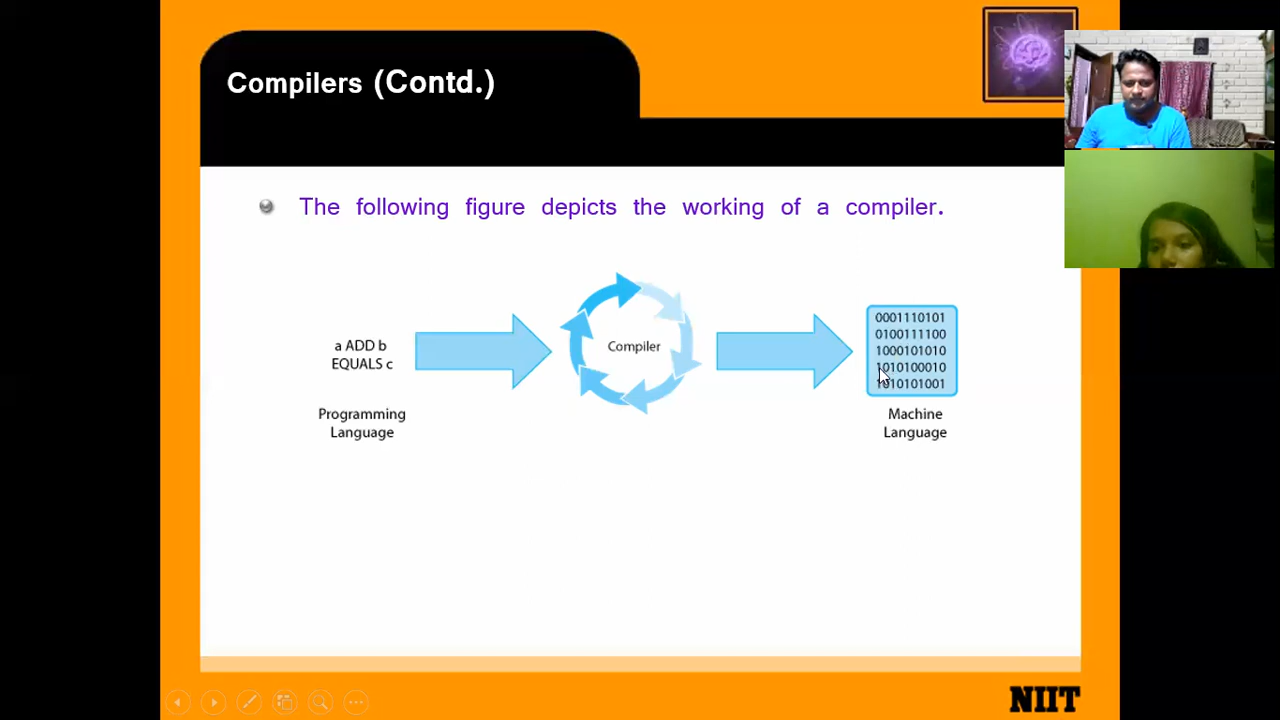 Compilers (Contd.)
The following figure depicts the working of a compiler.
a ADD b
EQUALS c
Programming
Language
Compiler
0001110101
0100111100
1000101010
1010100010
1010101001
Machine
Language
NIIT